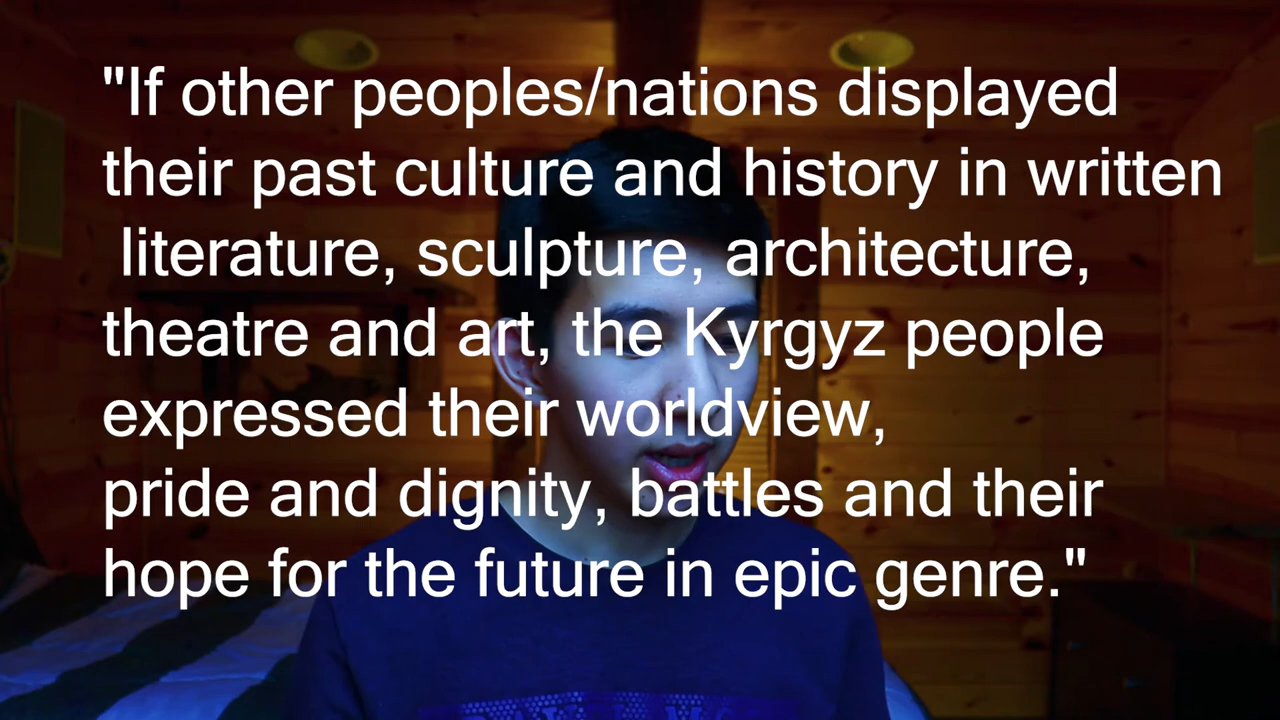 "If other peoples/nations displayed
their past culture and history in written
literature, sculpture, architecture,
theatre and art, the Kyrgyz people
expressed their worldview,
pride and dignity, battles and their
hope for the future in epic genre."